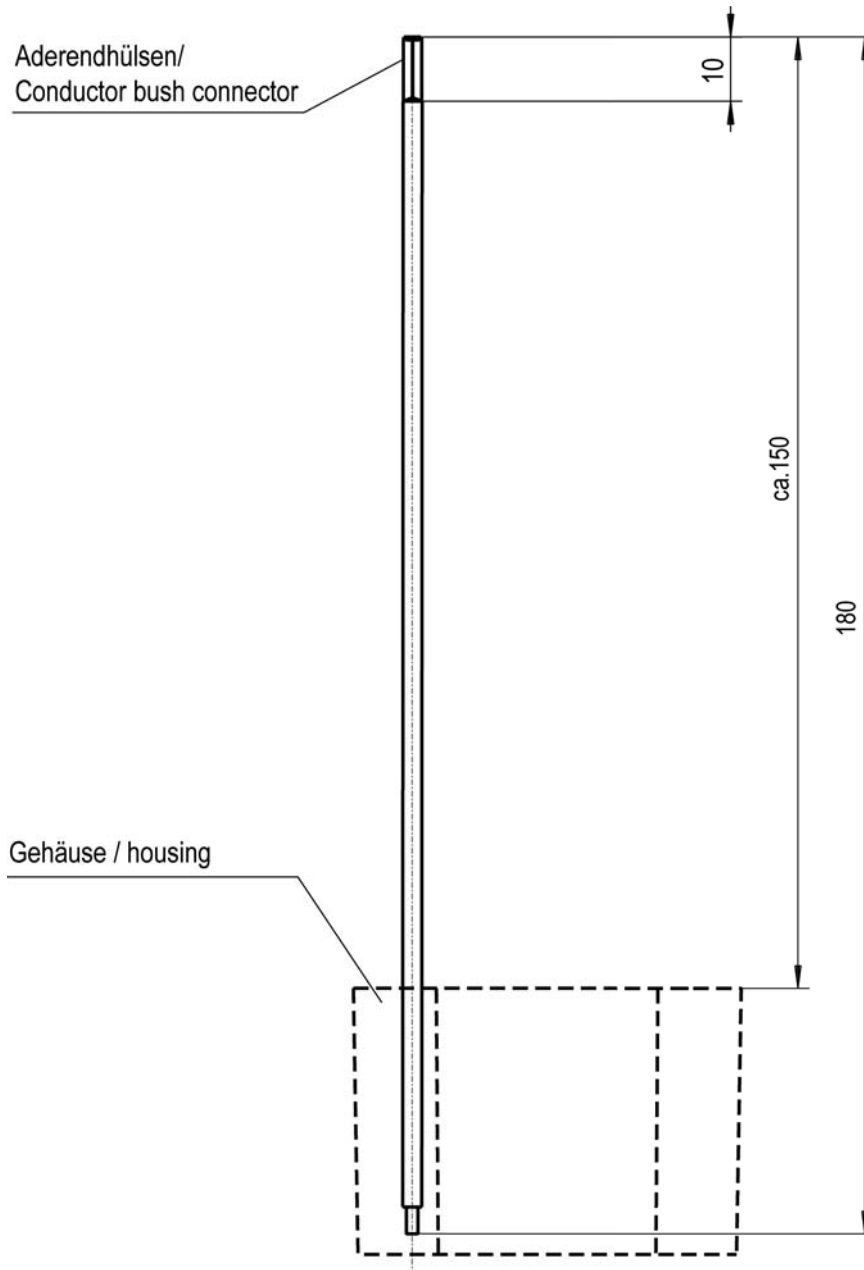 Aderendhülsen/
Conductor bush connector
10
ca.150
180
Gehäuse / housing